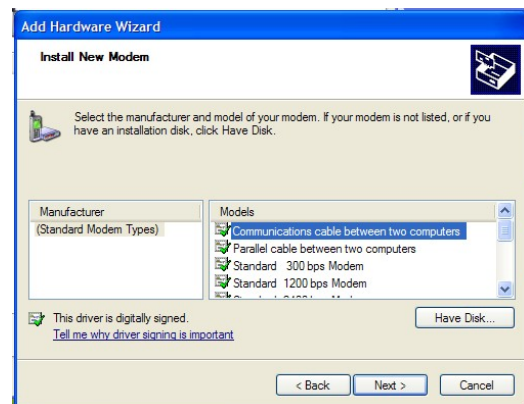 Add Hardware Wizard
Install New Modem
Select the manufacturer and model of your modem. If your modem is not listed, or if you
have an installation disk, click Have Disk.
Manufacturer
(Standard Modem Types)
Models
Communications cable between two computers
Parallel cable between two computers
Standard 300 bps Modem
Standard 1200 bps Modem
This driver is digitally signed.
Tell me why driver signing is important
Have Disk...
< Back
Next >
Cancel